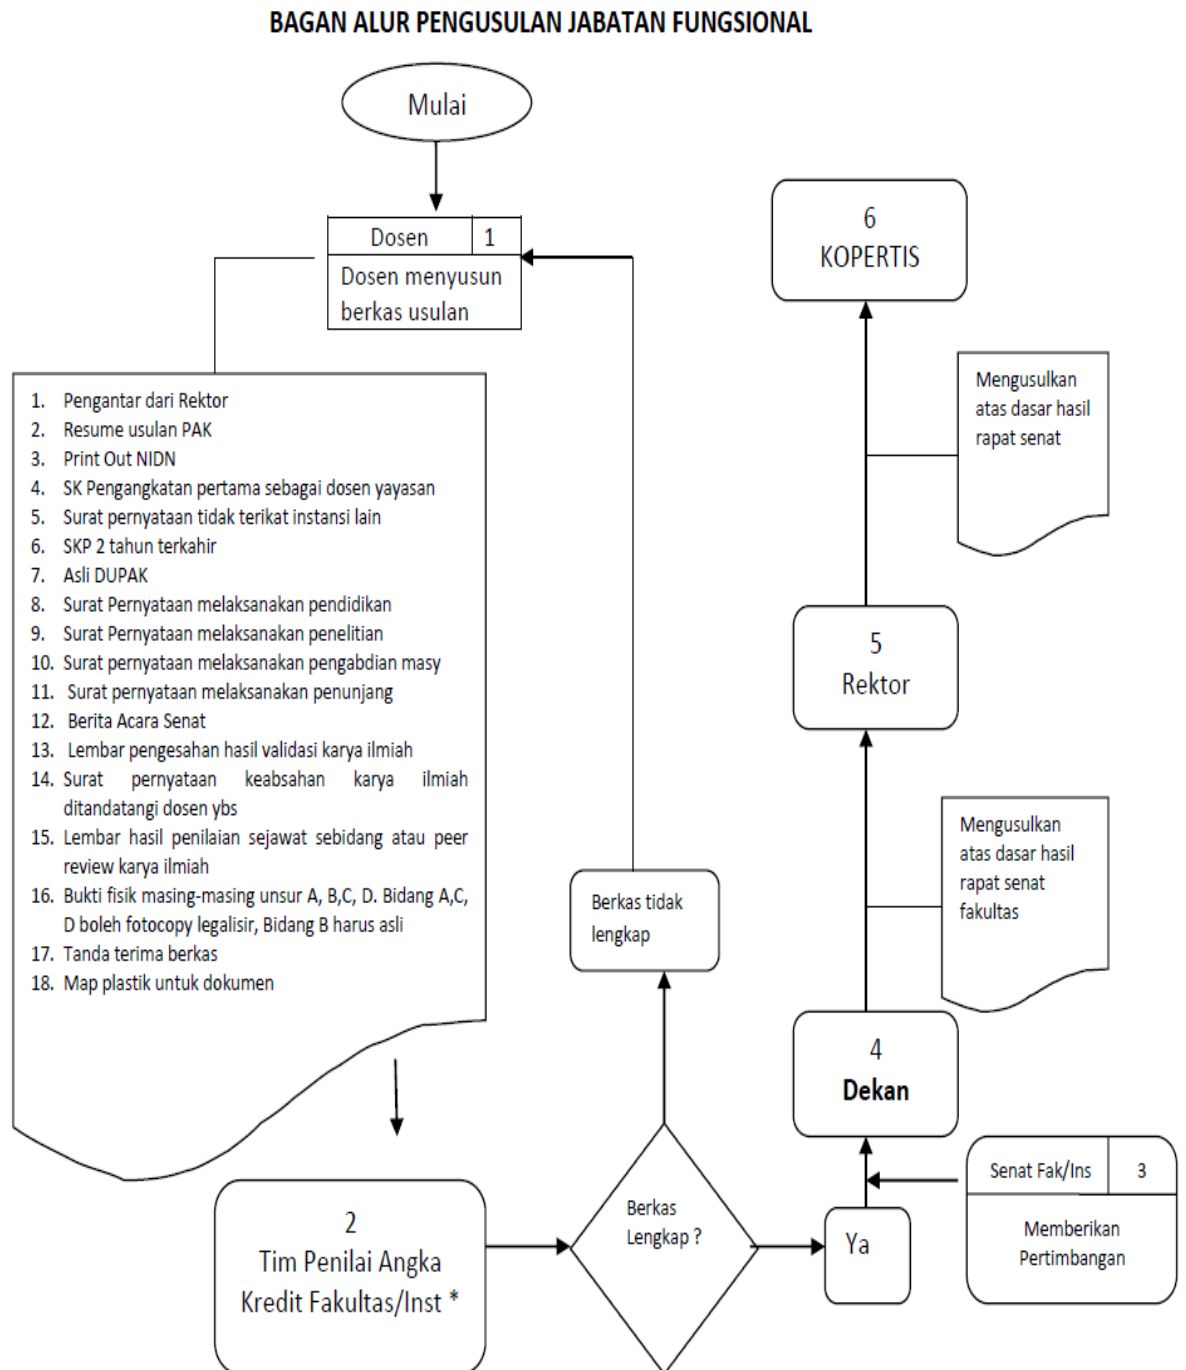 BAGAN ALUR PENGUSULAN JABATAN FUNGSIONAL
Mulai
Dosen
1
Dosen menyusun
berkas usulan
1. Pengantar dari Rektor
2. Resume usulan PAK
3. Print Out NIDN
4. SK Pengangkatan pertama sebagai dosen yayasan
5. Surat pernyataan tidak terikat instansi lain
6. SKP 2 tahun terkahir
7. Asli DUPAK
8. Surat Pernyataan melaksanakan pendidikan
9. Surat Pernyataan melaksanakan penelitian
10. Surat pernyataan melaksanakan pengabdian masy
11. Surat pernyataan melaksanakan penunjang
12. Berita Acara Senat
13. Lembar pengesahan hasil validasi karya ilmiah
14. Surat pernyataan keabsahan karya ilmiah
ditandatangi dosen ybs
15. Lembar hasil penilaian sejawat sebidang atau peer
review karya ilmiah
16. Bukti fisik masing-masing unsur A, B,C, D. Bidang A,C,
D boleh fotocopy legalisir, Bidang B harus asli
17. Tanda terima berkas
18. Map plastik untuk dokumen
2
Tim Penilai Angka
Kredit Fakultas/Inst *
Berkas
Lengkap ?
Berkas tidak
lengkap
Ya
Senat Fak/Ins
3
Memberikan
Pertimbangan
4
Dekan
Mengusulkan
atas dasar hasil
rapat senat
fakultas
5
Rektor
Mengusulkan
atas dasar hasil
rapat senat
6
KOPERTIS